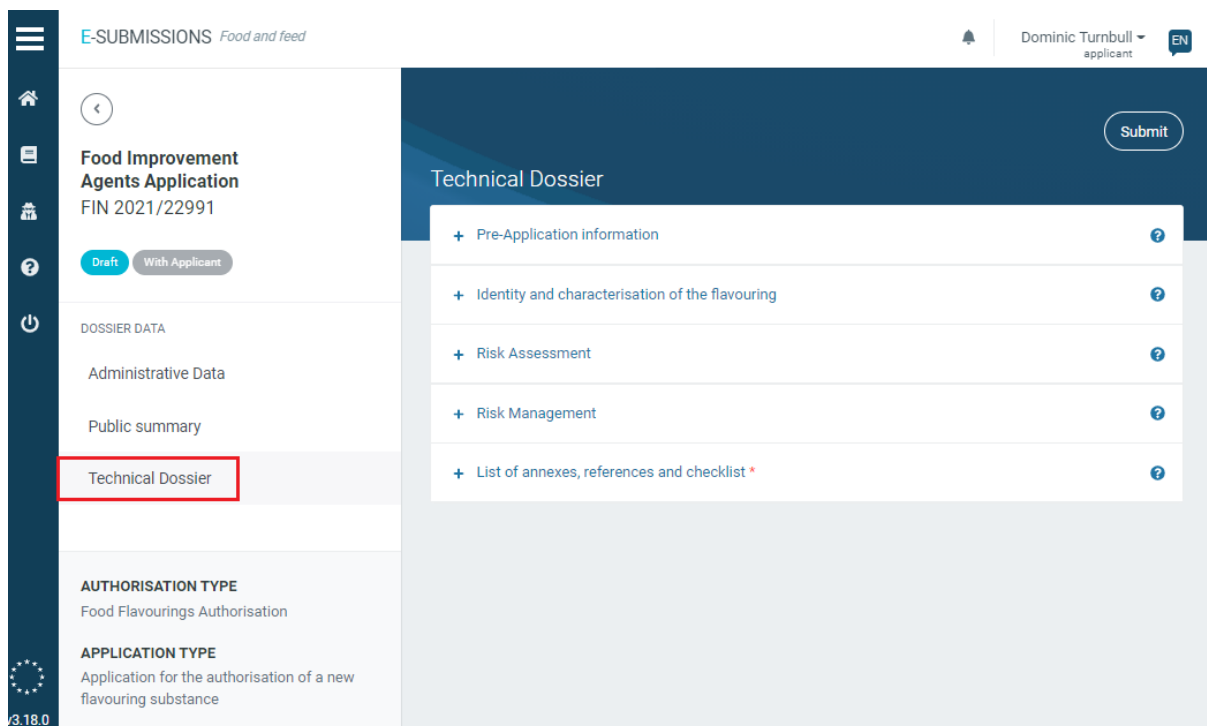 E-SUBMISSIONS Food and feed
Dominic Turnbull
applicant
EN
Food Improvement
Agents Application
FIN 2021/22991
Draft
With Applicant
DOSSIER DATA
Administrative Data
Public summary
Technical Dossier
AUTHORISATION TYPE
Food Flavourings Authorisation
APPLICATION TYPE
Application for the authorisation of a new
flavouring substance
v3.18.0
Submit
Technical Dossier
+ Pre-Application information
+ Identity and characterisation of the flavouring
+ Risk Assessment
+ Risk Management
+ List of annexes, references and checklist *